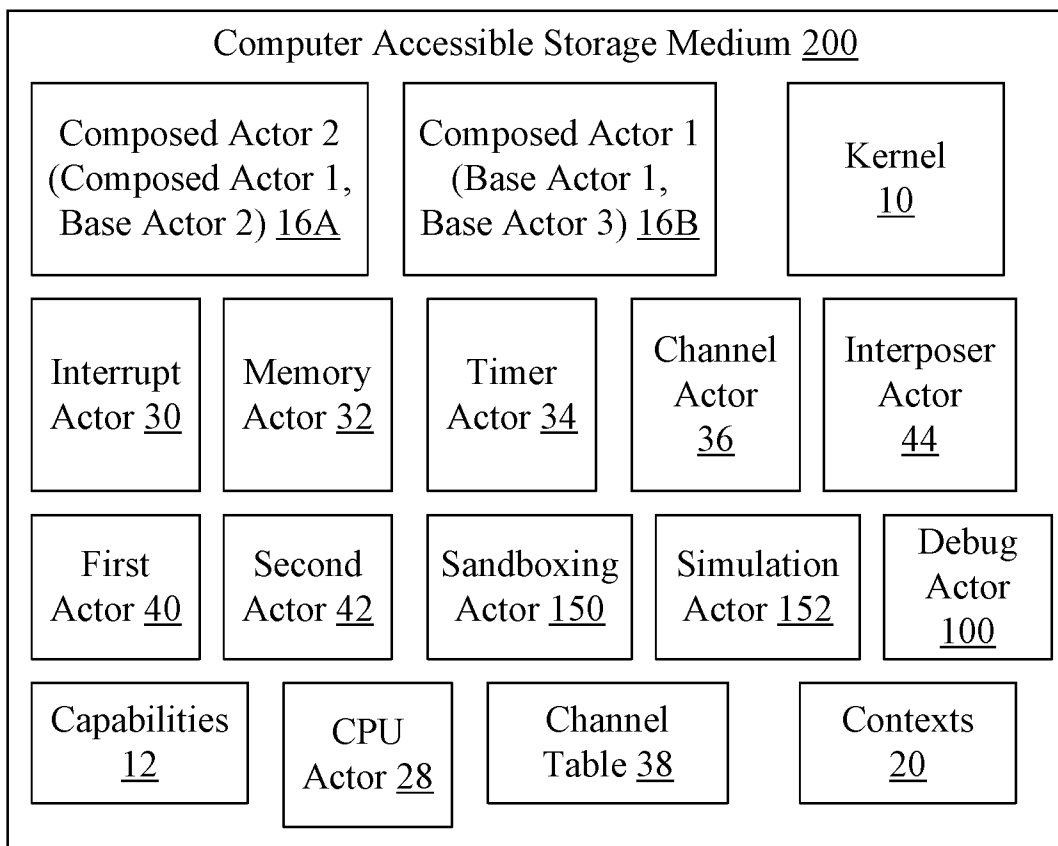 Computer Accessible Storage Medium 200
Composed Actor 2
(Composed Actor 1,
Base Actor 2) 16A
Composed Actor 1
(Base Actor 1,
Base Actor 3) 16B
Kernel
10
Interrupt
Actor 30
Memory
Actor 32
Timer
Actor 34
Channel
Actor
36
Interposer
Actor
44
First
Actor 40
Second
Actor 42
Sandboxing
Actor 150
Simulation
Actor 152
Debug
Actor
100
Capabilities
12
CPU
Actor 28
Channel
Table 38
Contexts
20